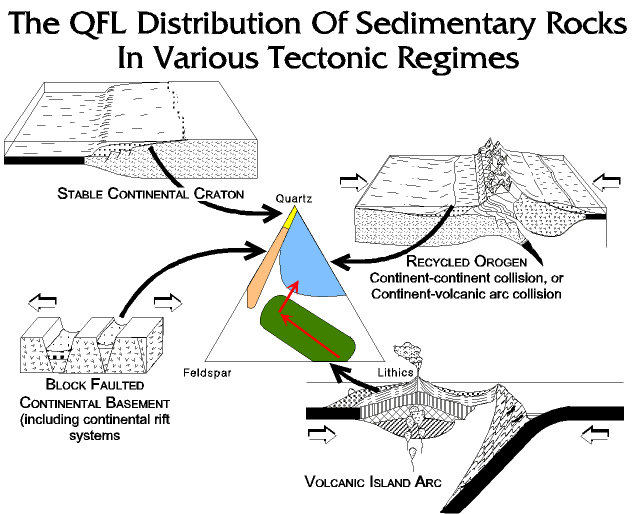 The QFL Distribution Of Sedimentary Rocks
In Various Tectonic Regimes
STABLE CONTINENTAL CRATON
Quartz
RECYCLED OROGEN
Continent-continent collision, or
Continent-volcanic arc collision
Feldspar
Lithics
BLOCK FAULTED
CONTINENTAL BASEMENT
(including continental rift
systems
VOLCANIC ISLAND ARC